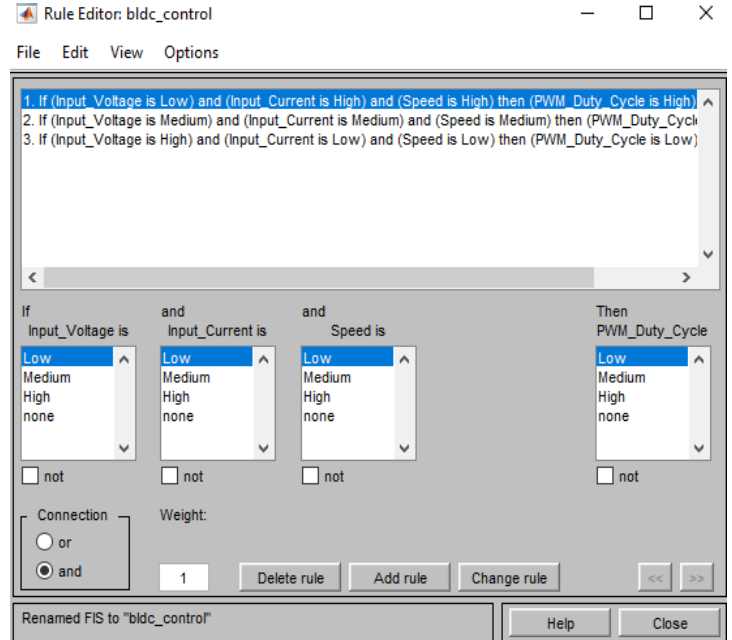 Rule Editor: bldc_control
File Edit View Options
1. If (Input_Voltage is Low) and (Input_Current is High) and (Speed is High) then (PWM_Duty_Cycle is High)
2. If (Input_Voltage is Medium) and (Input_Current is Medium) and (Speed is Medium) then (PWM_Duty_Cycle
3. If (Input_Voltage is High) and (Input_Current is Low) and (Speed is Low) then (PWM_Duty_Cycle is Low)
If and and Then
Input_Voltage is Input_Current is Speed is PWM_Duty_Cycle
Low Low Low Low
Medium Medium Medium Medium
High High High High
none none none none
not not not not
Connection Weight:
or
and 1 Delete rule Add rule Change rule << >>
Renamed FIS to "bldc_control" Help Close